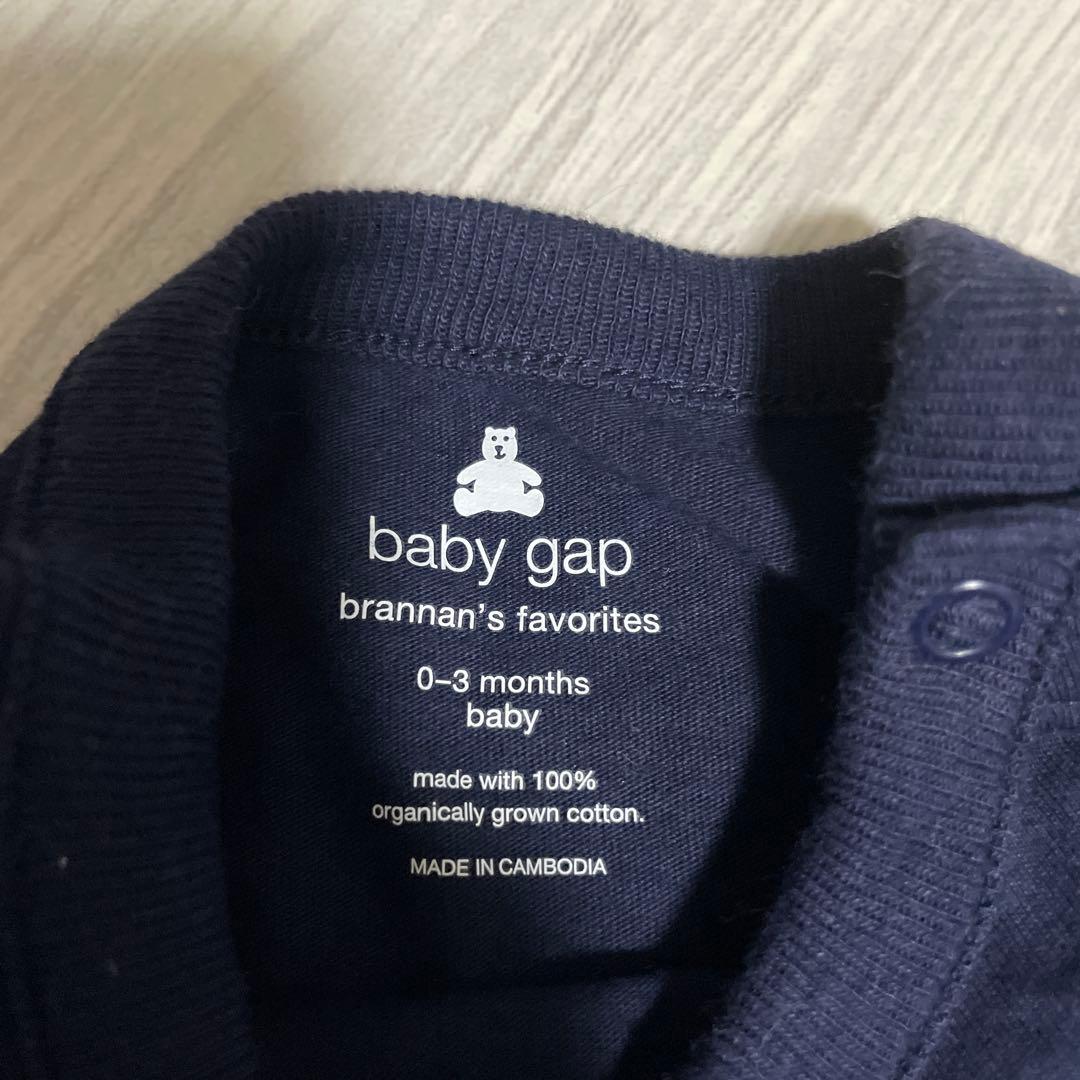 baby gap
brannan's favorites
0–3 months
baby
made with 100%
organically grown cotton.
MADE IN CAMBODIA